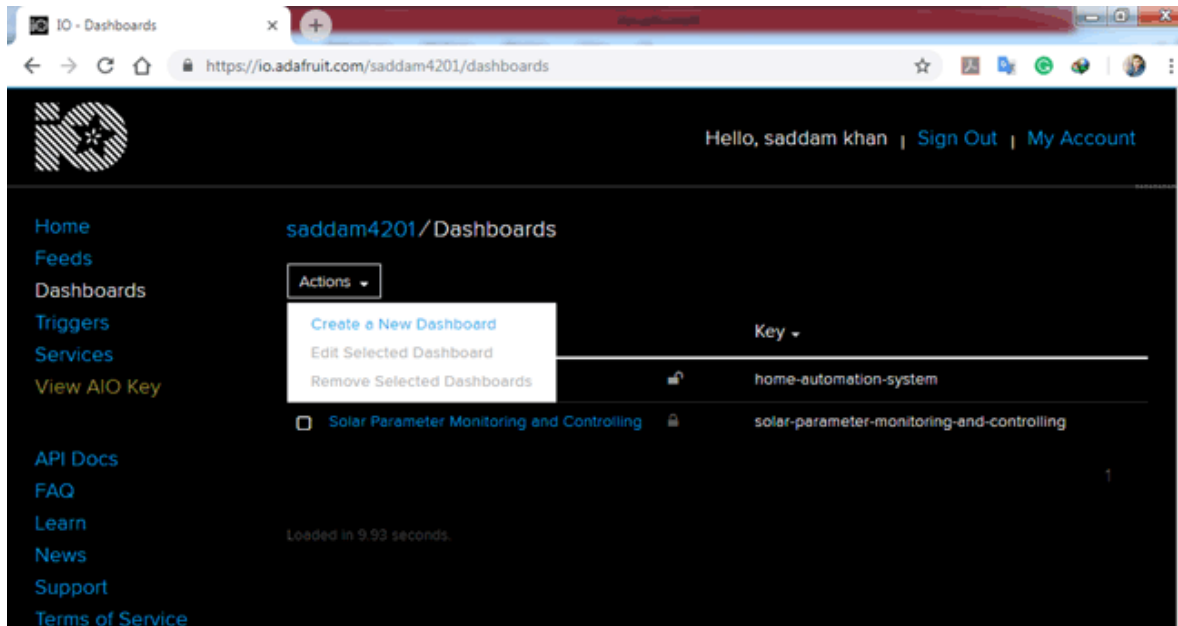 IO - Dashboards
https://io.adafruit.com/saddam4201/dashboards
iO
Hello, saddam khan | Sign Out | My Account
Home
Feeds
Dashboards
Triggers
Services
View AIO Key
API Docs
FAQ
Learn
News
Support
Terms of Service
saddam4201/Dashboards
Actions
Create a New Dashboard
Edit Selected Dashboard
Remove Selected Dashboards
Key
home-automation-system
Solar Parameter Monitoring and Controlling solar-parameter-monitoring-and-controlling
1
Loaded in 9.93 seconds.